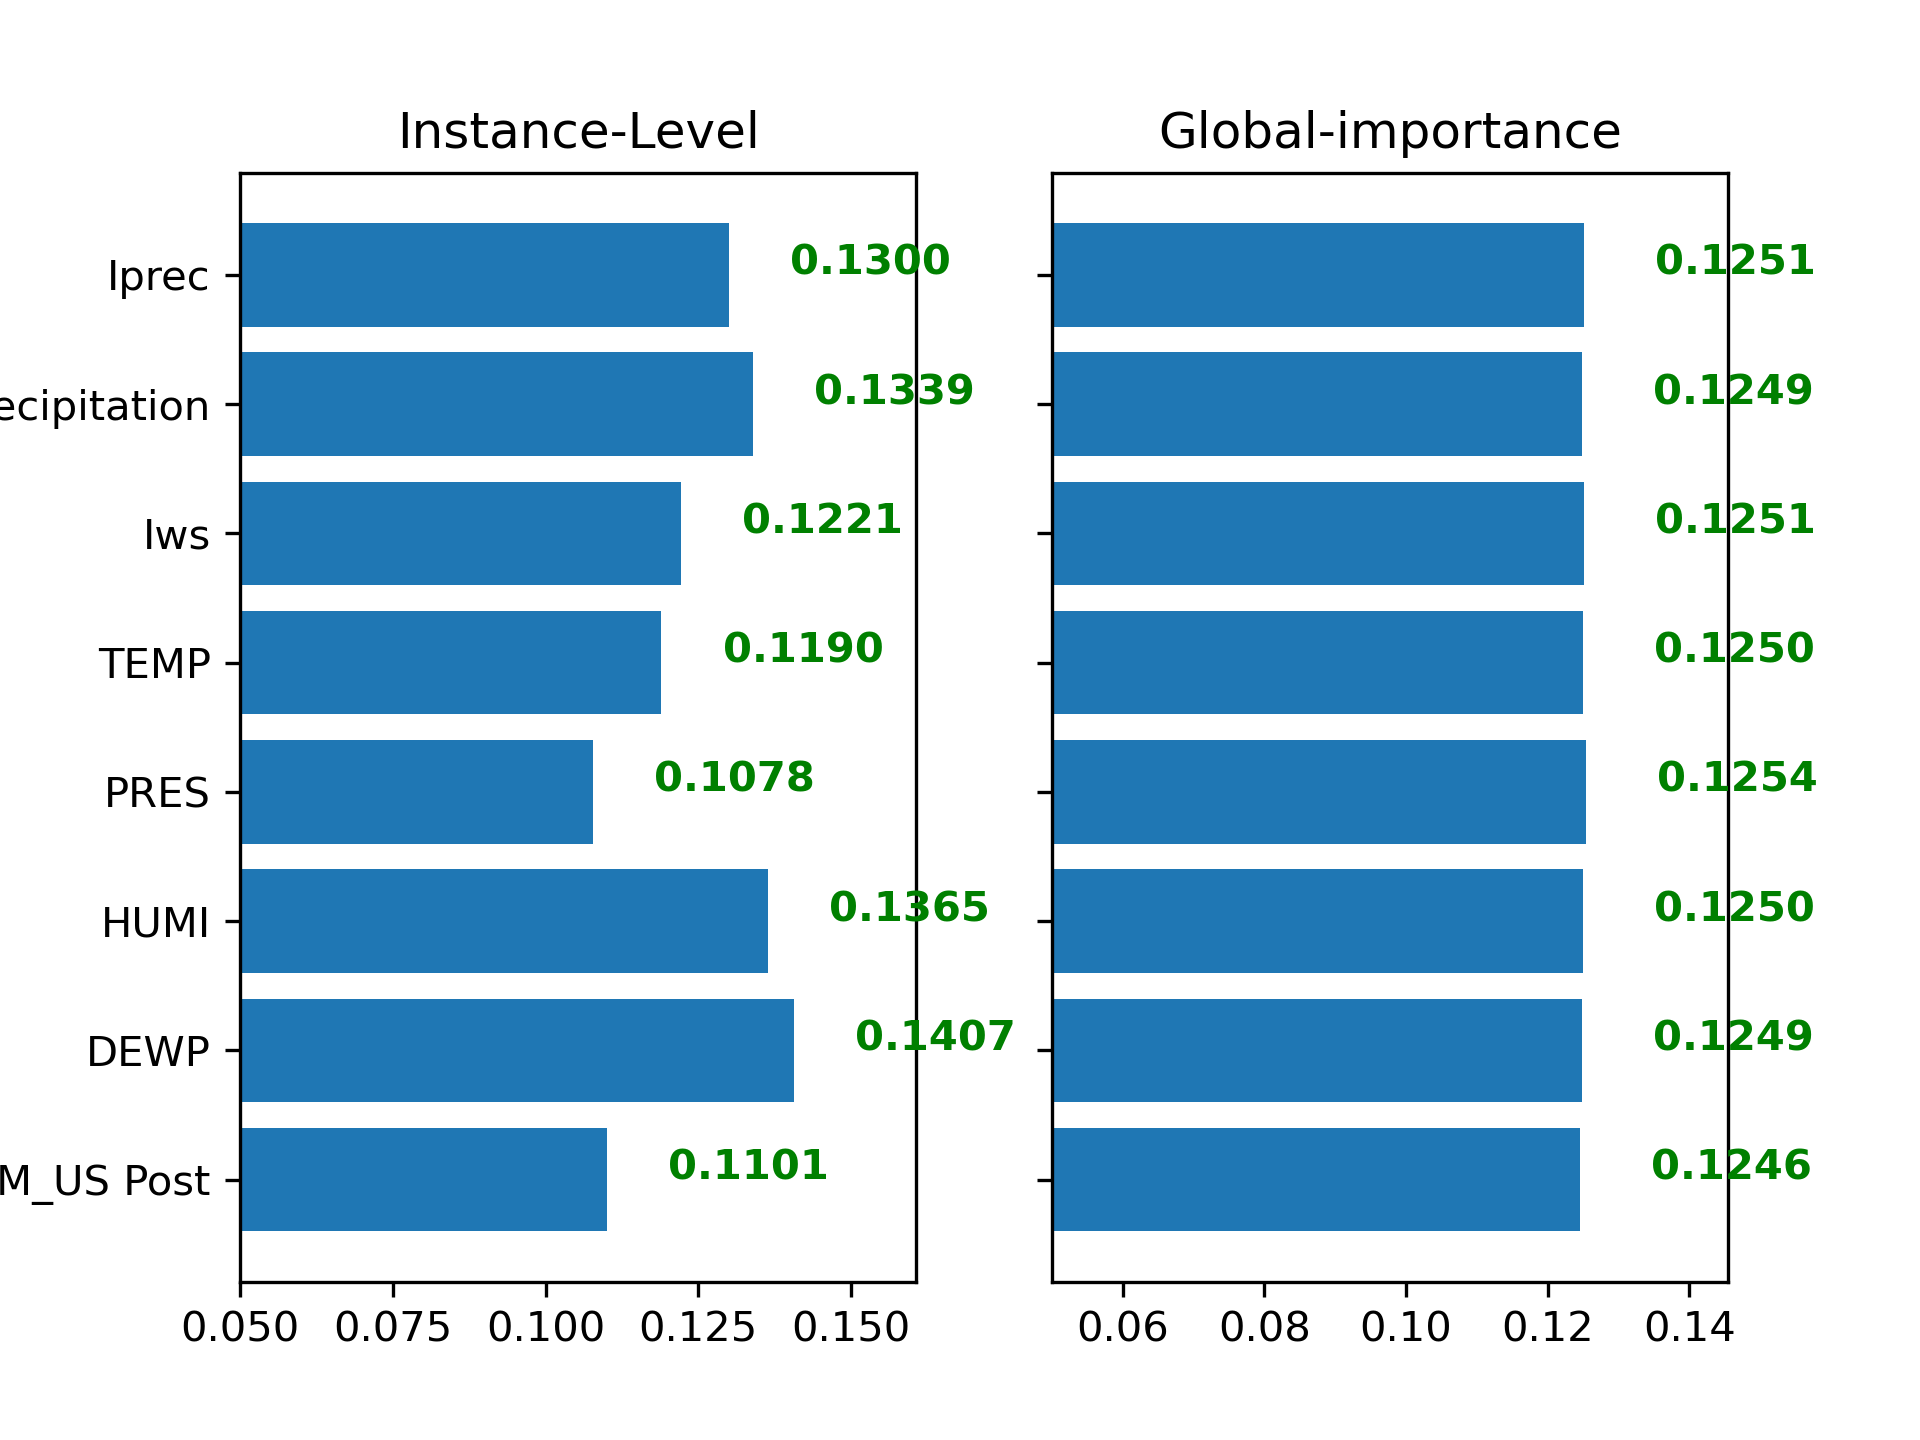 Instance-Level
Global-importance
Iprec
0.1300
0.1251
ecipitation
0.1339
0.1249
Iws
0.1221
0.1251
TEMP
0.1190
0.1250
PRES
0.1078
0.1254
HUMI
0.1365
0.1250
DEWP
0.1407
0.1249
M_US Post
0.1101
0.1246
0.050 0.075 0.100 0.125 0.150
0.06 0.08 0.10 0.12 0.14